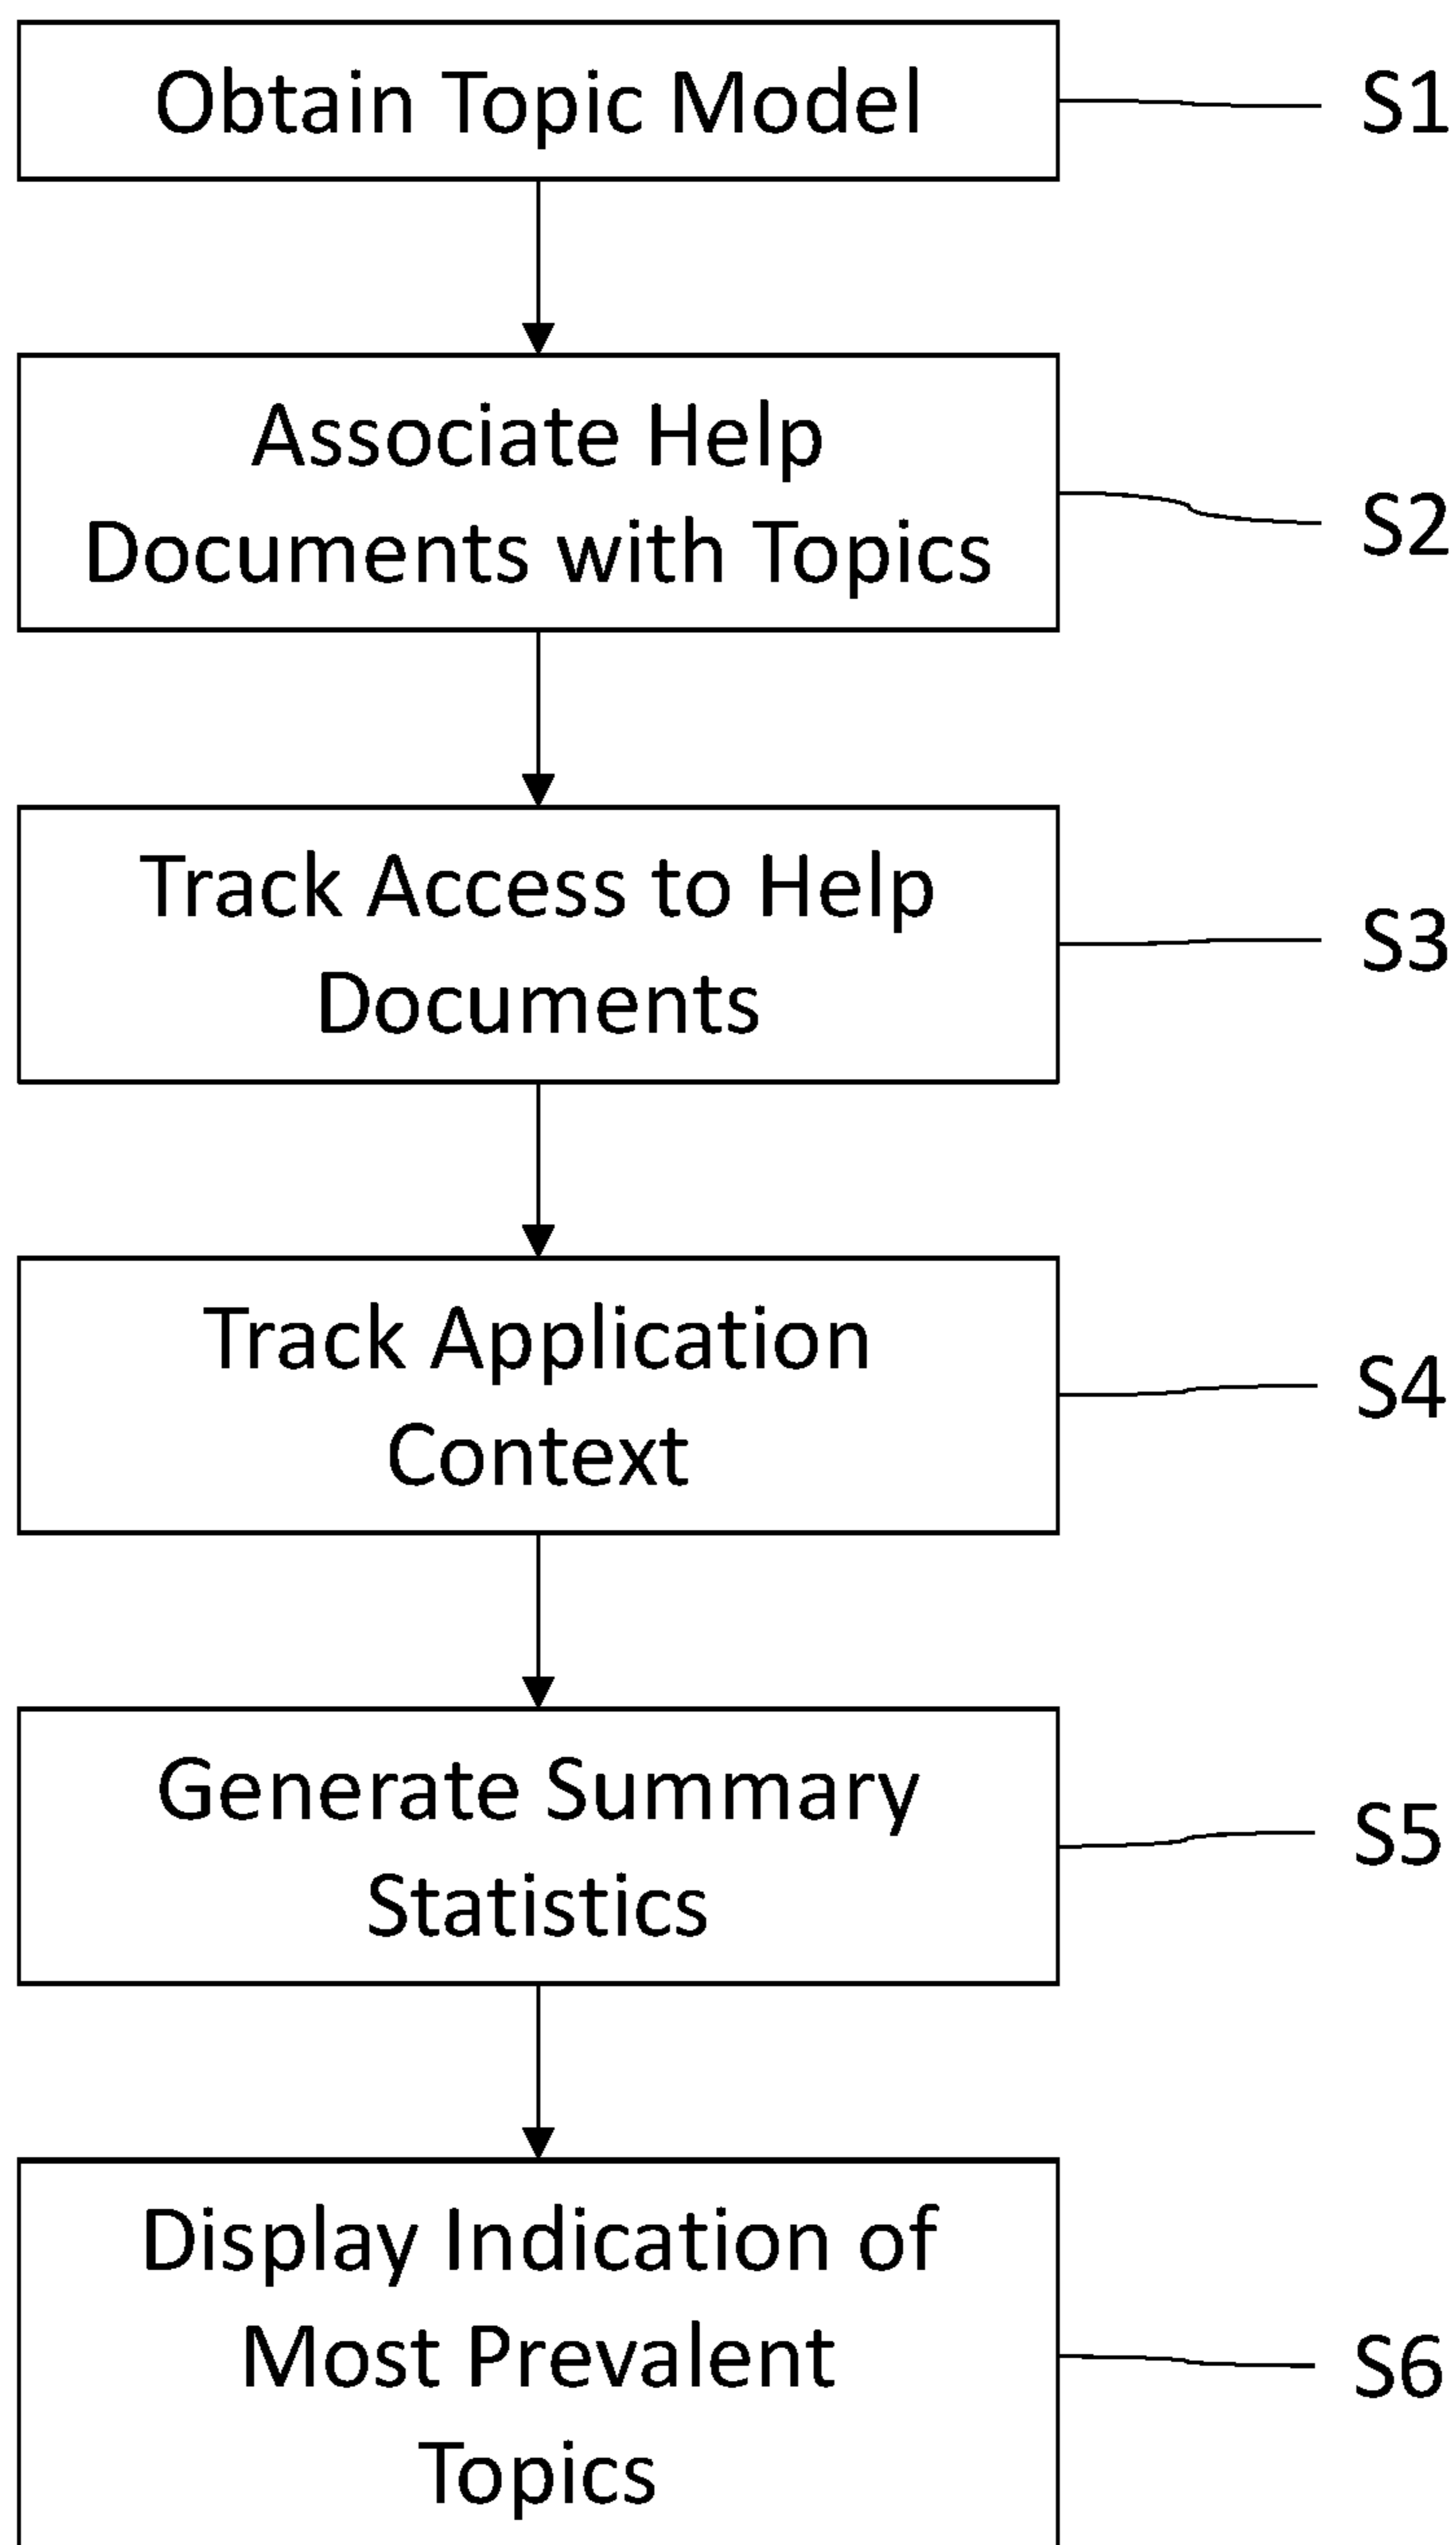 Obtain Topic Model
S1
Associate Help
Documents with Topics
S2
Track Access to Help
Documents
S3
Track Application
Context
S4
Generate Summary
Statistics
S5
Display Indication of
Most Prevalent
Topics
S6